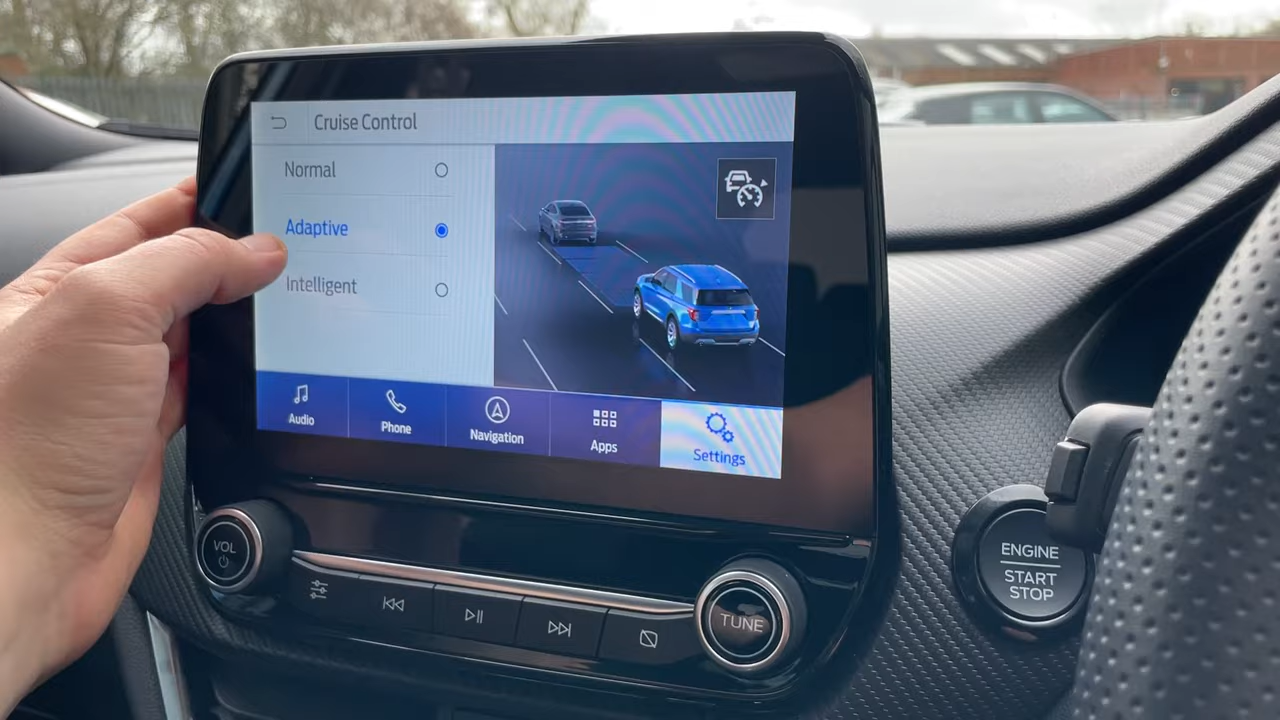 Cruise Control
Normal
Adaptive
Intelligent
Audio
Phone
Navigation
Apps
Settings
VOL
TUNE
ENGINE
START
STOP